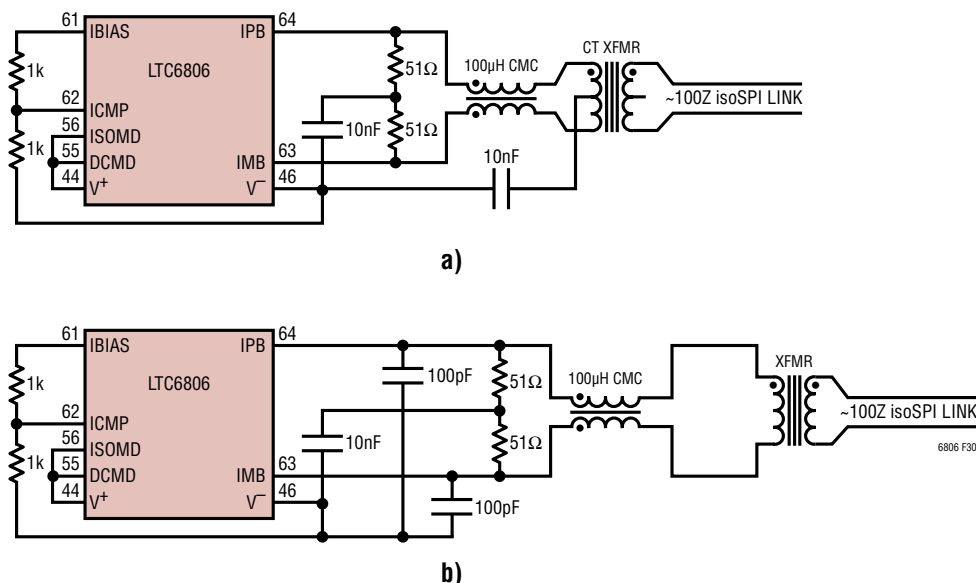 61 IBIAS IPB 64
CT XFMR
1k
LTC6806
51Ω
100µH CMC
~100Z isoSPI LINK
62 ICMP
56 ISOMD
10nF
51Ω
1k
55 DCMD IMB 63
10nF
44 V⁺ V⁻ 46
a)
61 IBIAS IPB 64
XFMR
1k
LTC6806
100pF
51Ω
100µH CMC
~100Z isoSPI LINK
62 ICMP
6806 F30
56 ISOMD
10nF
51Ω
1k
55 DCMD IMB 63
44 V⁺ V⁻ 46
100pF
b)